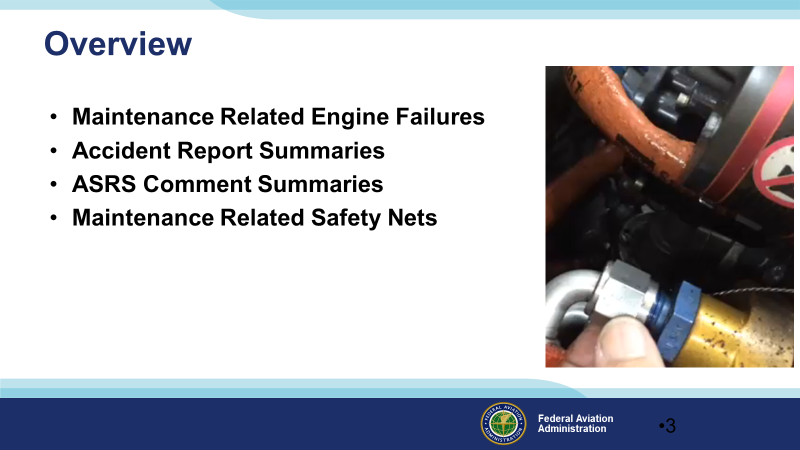 Overview
• Maintenance Related Engine Failures
• Accident Report Summaries
• ASRS Comment Summaries
• Maintenance Related Safety Nets
FEDERAL AVIATION
ADMINISTRATION
Federal Aviation
Administration
•3